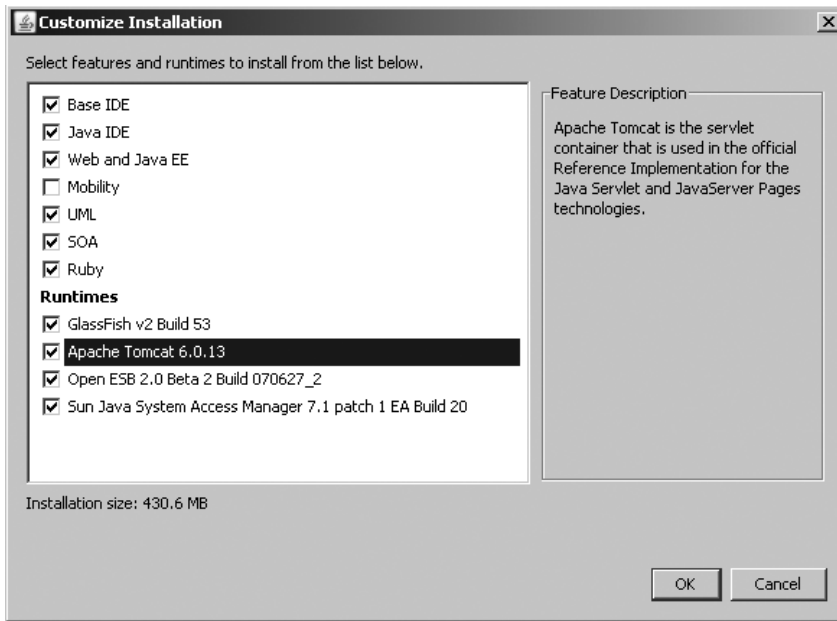 Customize Installation
Select features and runtimes to install from the list below.
Base IDE
Java IDE
Web and Java EE
Mobility
UML
SOA
Ruby
Runtimes
GlassFish v2 Build 53
Apache Tomcat 6.0.13
Open ESB 2.0 Beta 2 Build 070627_2
Sun Java System Access Manager 7.1 patch 1 EA Build 20
Feature Description
Apache Tomcat is the servlet
container that is used in the official
Reference Implementation for the
Java Servlet and JavaServer Pages
technologies.
Installation size: 430.6 MB
OK
Cancel